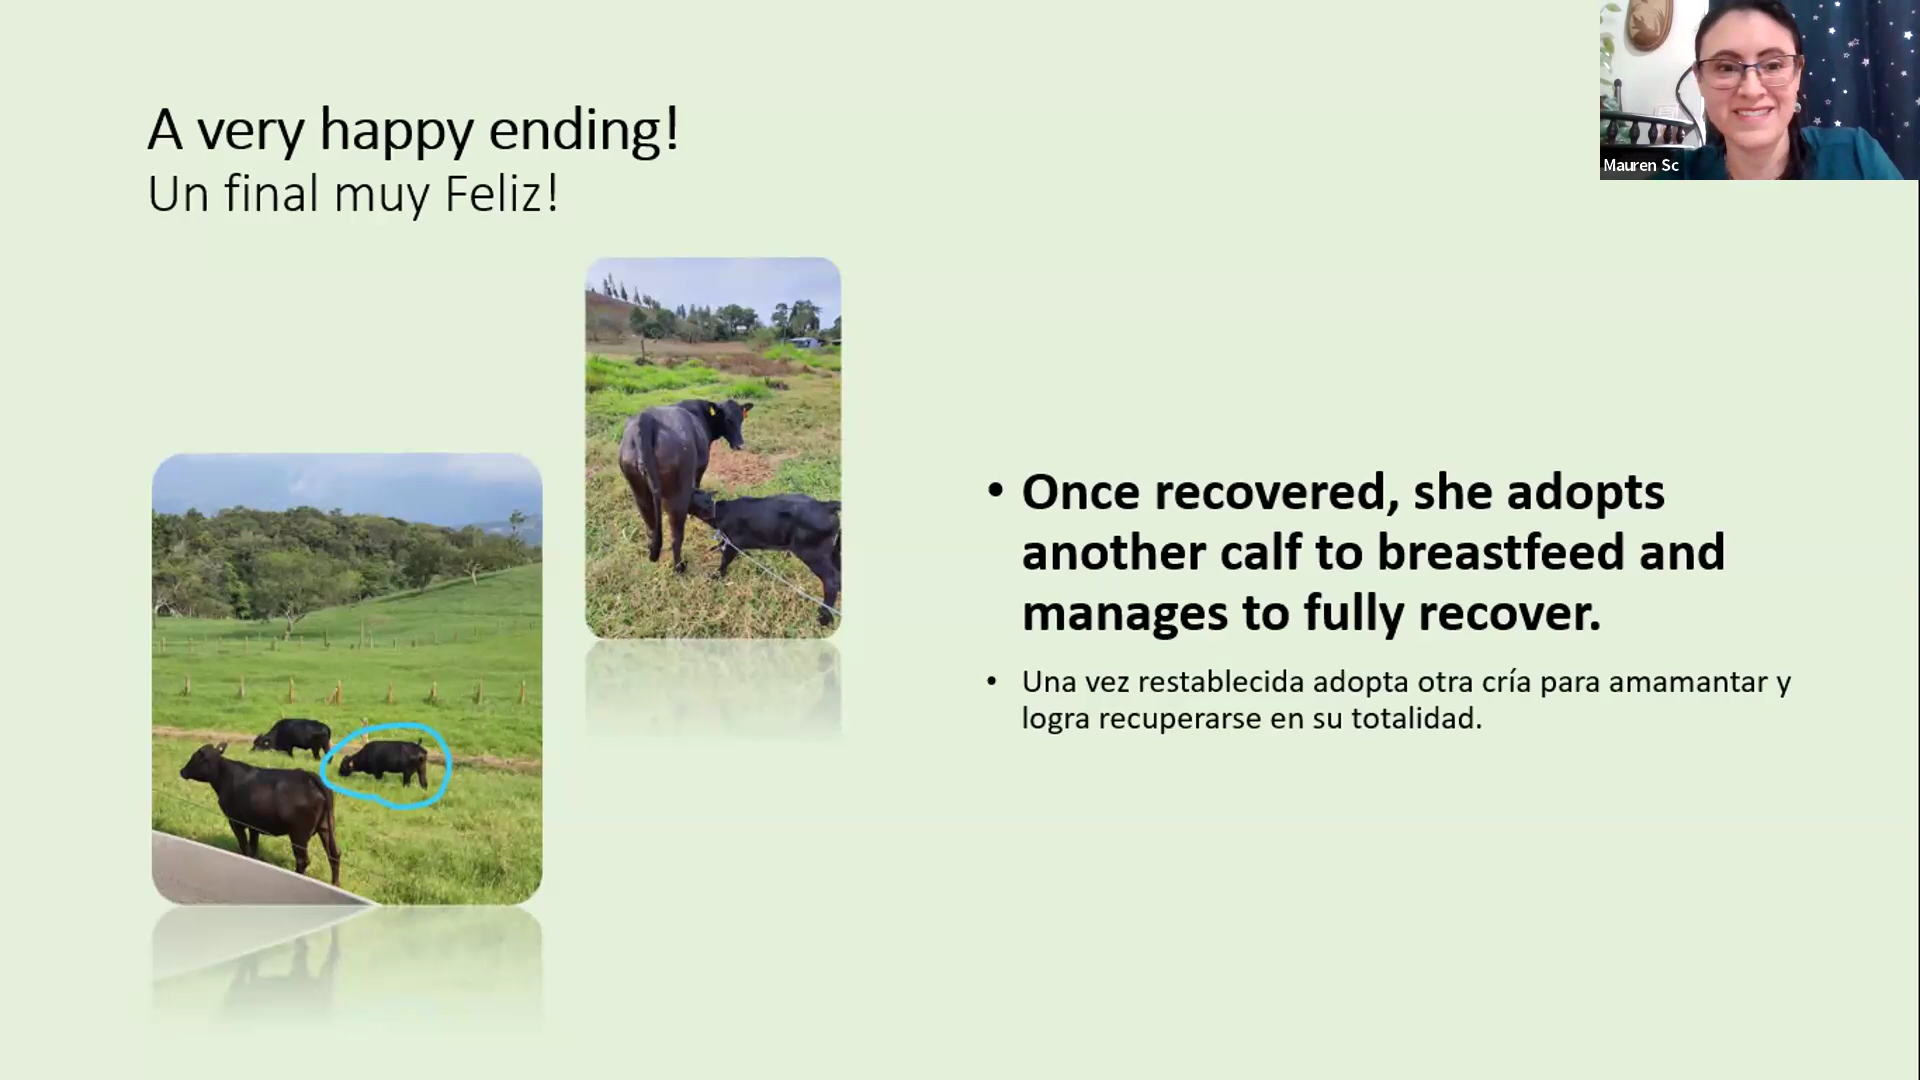 A very happy ending!
Un final muy Feliz!
Mauren Sc
• Once recovered, she adopts
another calf to breastfeed and
manages to fully recover.
• Una vez restablecida adopta otra cría para amamantar y
logra recuperarse en su totalidad.